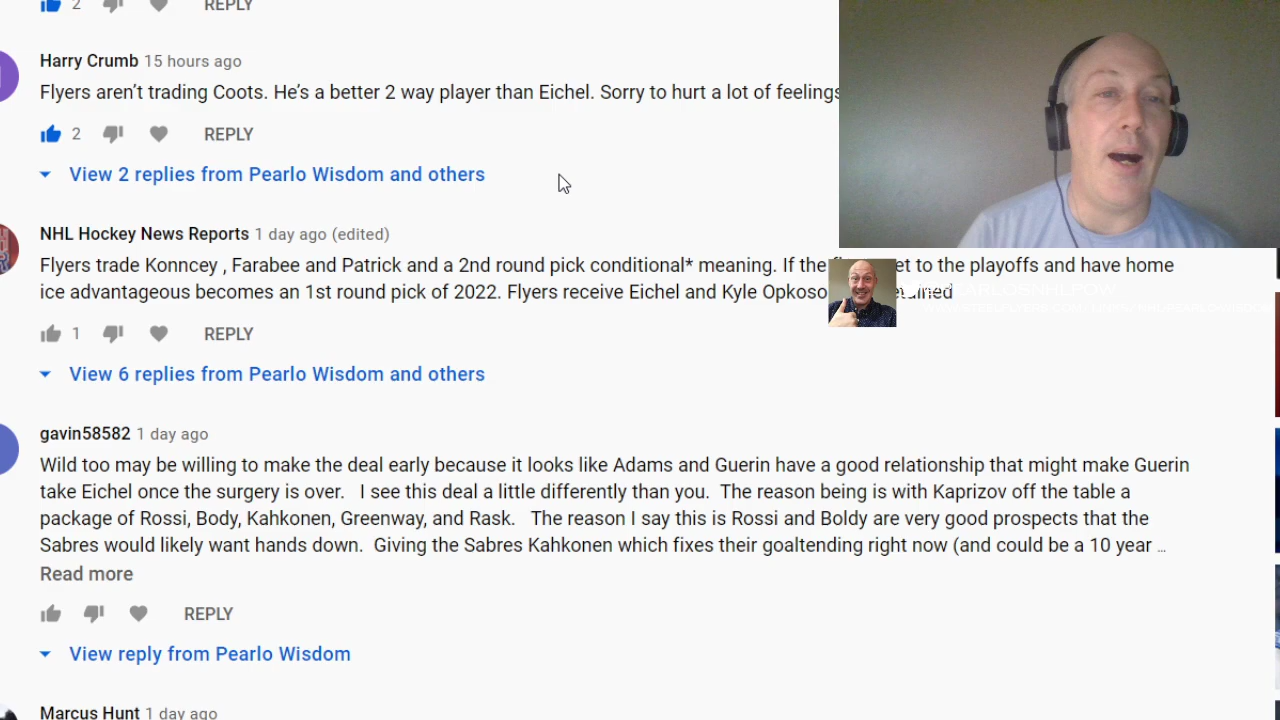 2 REPLY
Harry Crumb 15 hours ago
Flyers aren’t trading Coots. He’s a better 2 way player than Eichel. Sorry to hurt a lot of feelings
2 REPLY
View 2 replies from Pearlo Wisdom and others
NHL Hockey News Reports 1 day ago (edited)
Flyers trade Konncey , Farabee and Patrick and a 2nd round pick conditional* meaning. If the to the playoffs and have home
ice advantageous becomes an 1st round pick of 2022. Flyers receive Eichel and Kyle Opkoso
1 REPLY
View 6 replies from Pearlo Wisdom and others
gavin58582 1 day ago
Wild too may be willing to make the deal early because it looks like Adams and Guerin have a good relationship that might make Guerin
take Eichel once the surgery is over. I see this deal a little differently than you. The reason being is with Kaprizov off the table a
package of Rossi, Body, Kahkonen, Greenway, and Rask. The reason I say this is Rossi and Boldy are very good prospects that the
Sabres would likely want hands down. Giving the Sabres Kahkonen which fixes their goaltending right now (and could be a 10 year ...
Read more
REPLY
View reply from Pearlo Wisdom
Marcus Hunt 1 day ago